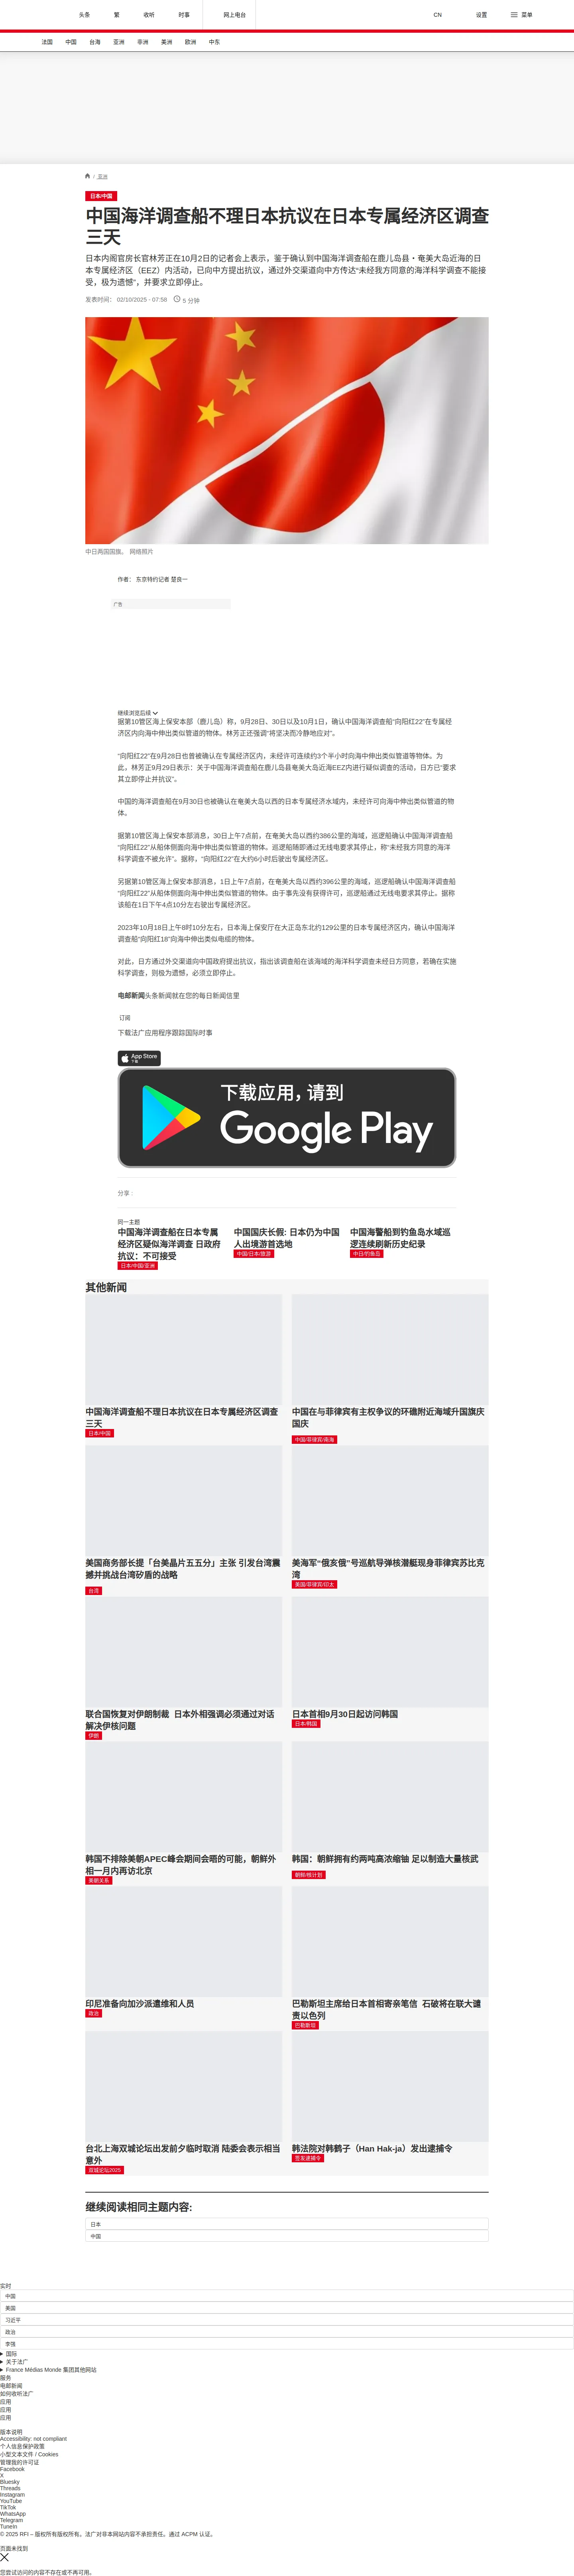 头条
繁
收听
时事
网上电台
CN
设置
菜单
法国
中国
台海
亚洲
非洲
美洲
欧洲
中东
/ 亚洲
日本/中国
中国海洋调查船不理日本抗议在日本专属经济区调查
三天
日本内阁官房长官林芳正在10月2日的记者会上表示，鉴于确认到中国海洋调查船在鹿儿岛县・奄美大岛近海的日
本专属经济区（EEZ）内活动，已向中方提出抗议，通过外交渠道向中方传达“未经我方同意的海洋科学调查不能接
受，极为遗憾”，并要求立即停止。
发表时间： 02/10/2025 - 07:58
5 分钟
中日两国国旗。 网络照片
作者： 东京特约记者 楚良一
广告
继续浏览后续
据第10管区海上保安本部（鹿儿岛）称，9月28日、30日以及10月1日，确认中国海洋调查船“向阳红22”在专属经
济区内向海中伸出类似管道的物体。林芳正还强调“将坚决而冷静地应对”。
“向阳红22”在9月28日也曾被确认在专属经济区内，未经许可连续约3个半小时向海中伸出类似管道等物体。为
此，林芳正9月29日表示：关于中国海洋调查船在鹿儿岛县奄美大岛近海EEZ内进行疑似调查的活动，日方已“要求
其立即停止并抗议”。
中国的海洋调查船在9月30日也被确认在奄美大岛以西的日本专属经济水域内，未经许可向海中伸出类似管道的物
体。
据第10管区海上保安本部消息，30日上午7点前，在奄美大岛以西约386公里的海域，巡逻船确认中国海洋调查船
“向阳红22”从船体侧面向海中伸出类似管道的物体。巡逻船随即通过无线电要求其停止，称“未经我方同意的海洋
科学调查不被允许”。据称，“向阳红22”在大约6小时后驶出专属经济区。
另据第10管区海上保安本部消息，1日上午7点前，在奄美大岛以西约396公里的海域，巡逻船确认中国海洋调查船
“向阳红22”从船体侧面向海中伸出类似管道的物体。由于事先没有获得许可，巡逻船通过无线电要求其停止。据称
该船在1日下午4点10分左右驶出专属经济区。
2023年10月18日上午8时10分左右，日本海上保安厅在大正岛东北约129公里的日本专属经济区内，确认中国海洋
调查船“向阳红18”向海中伸出类似电缆的物体。
对此，日方通过外交渠道向中国政府提出抗议，指出该调查船在该海域的海洋科学调查未经日方同意，若确在实施
科学调查，则极为遗憾，必须立即停止。
电邮新闻头条新闻就在您的每日新闻信里
订阅
下载法广应用程序跟踪国际时事
App Store
下载
下载应用，请到
Google Play
分享 :
同一主题
中国海洋调查船在日本专属
经济区疑似海洋调查 日政府
抗议：不可接受
日本/中国/亚洲
中国国庆长假: 日本仍为中国
人出境游首选地
中国/日本/旅游
中国海警船到钓鱼岛水域巡
逻连续刷新历史纪录
中日/钓鱼岛
其他新闻
中国海洋调查船不理日本抗议在日本专属经济区调查
三天
日本/中国
中国在与菲律宾有主权争议的环礁附近海域升国旗庆
国庆
中国/菲律宾/南海
美国商务部长提「台美晶片五五分」主张 引发台湾震
撼并挑战台湾矽盾的战略
台湾
美海军“俄亥俄”号巡航导弹核潜艇现身菲律宾苏比克
湾
美国/菲律宾/印太
联合国恢复对伊朗制裁 日本外相强调必须通过对话
解决伊核问题
伊朗
日本首相9月30日起访问韩国
日本/韩国
韩国不排除美朝APEC峰会期间会晤的可能，朝鲜外
相一月内再访北京
美朝关系
韩国：朝鲜拥有约两吨高浓缩铀 足以制造大量核武
朝鲜/核计划
印尼准备向加沙派遣维和人员
政治
巴勒斯坦主席给日本首相寄亲笔信 石破将在联大谴
责以色列
巴勒斯坦
台北上海双城论坛出发前夕临时取消 陆委会表示相当
意外
双城论坛2025
韩法院对韩鹤子（Han Hak-ja）发出逮捕令
签发逮捕令
继续阅读相同主题内容:
日本
中国
实时
中国
美国
习近平
政治
李强
国际
关于法广
France Médias Monde 集团其他网站
服务
电邮新闻
如何收听法广
应用
应用
应用
版本说明
Accessibility: not compliant
个人信息保护政策
小型文本文件 / Cookies
管理我的许可证
Facebook
X
Bluesky
Threads
Instagram
YouTube
TikTok
WhatsApp
Telegram
TuneIn
© 2025 RFI – 版权所有版权所有。法广对非本网站内容不承担责任。通过 ACPM 认证。
页面未找到
您尝试访问的内容不存在或不再可用。